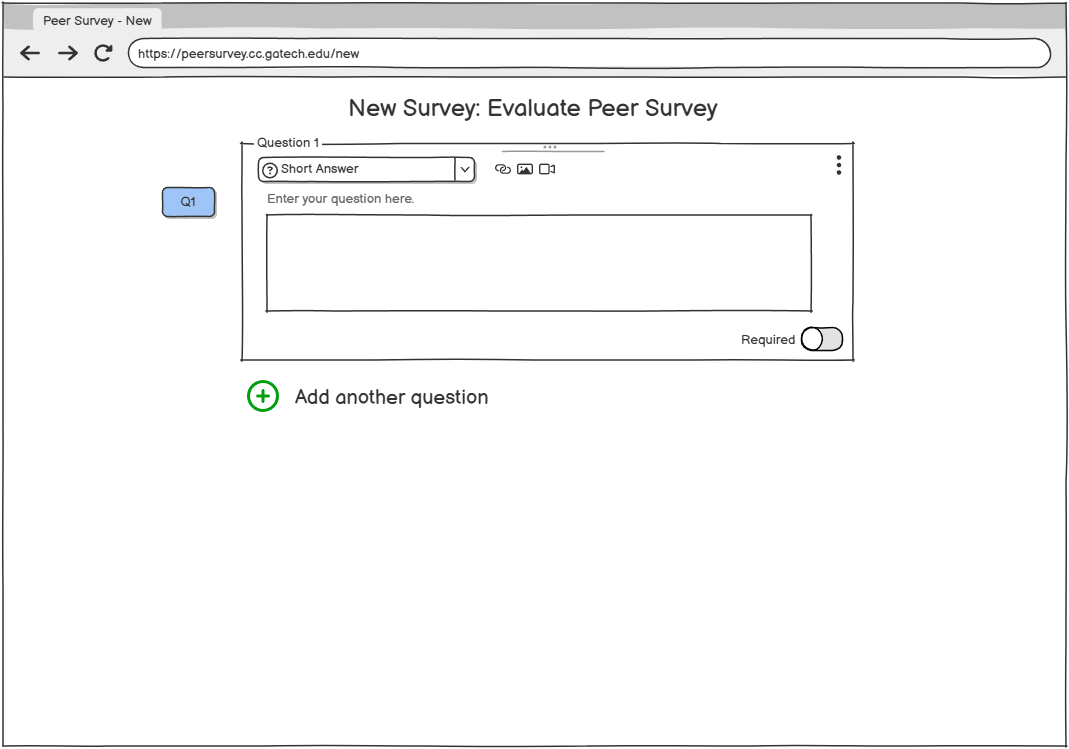 Peer Survey - New
https://peersurvey.cc.gatech.edu/new
New Survey: Evaluate Peer Survey
Question 1
Short Answer
Q1
Enter your question here.
Required
Add another question